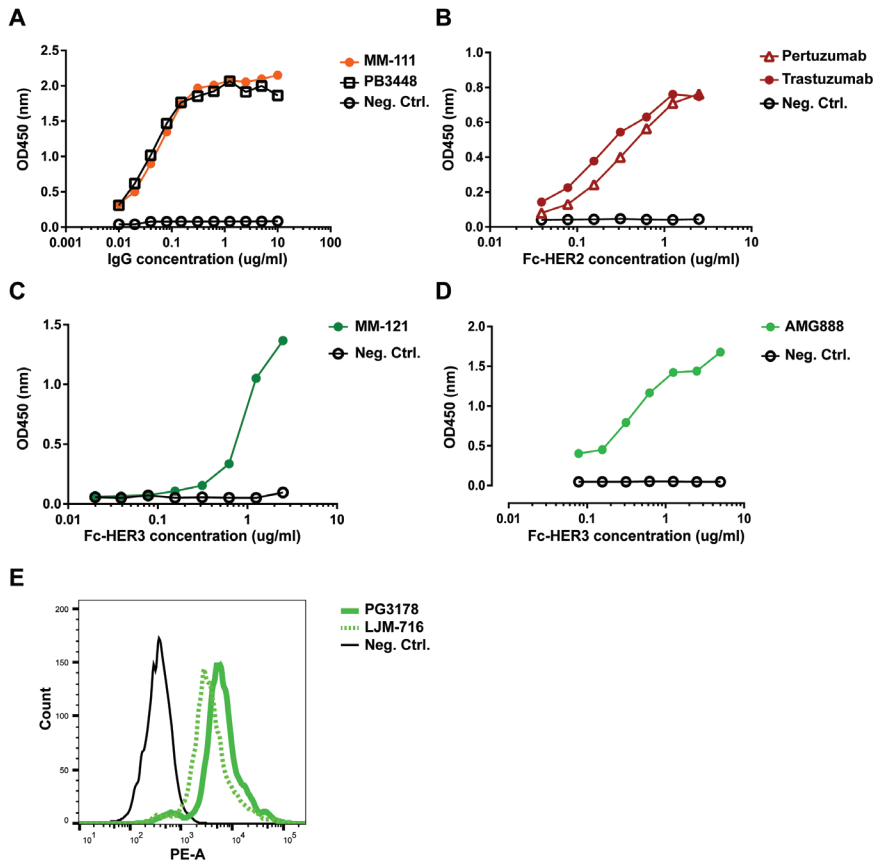 A
MM-111
PB3448
Neg. Ctrl.
OD450 (nm)
2.5
2.0
1.5
1.0
0.5
0.0
0.001 0.01 0.1 1 10 100
IgG concentration (ug/ml)
B
Pertuzumab
Trastuzumab
Neg. Ctrl.
OD450 (nm)
1.0
0.8
0.6
0.4
0.2
0.0
0.01 0.1 1 10
Fc-HER2 concentration (ug/ml)
C
MM-121
Neg. Ctrl.
OD450 (nm)
1.5
1.0
0.5
0.0
0.01 0.1 1 10
Fc-HER3 concentration (ug/ml)
D
AMG888
Neg. Ctrl.
OD450 (nm)
2.0
1.5
1.0
0.5
0.0
0.01 0.1 1 10
Fc-HER3 concentration (ug/ml)
E
PG3178
LJM-716
Neg. Ctrl.
Count
200
150
100
50
0
10¹ 10² 10³ 10⁴ 10⁵
PE-A